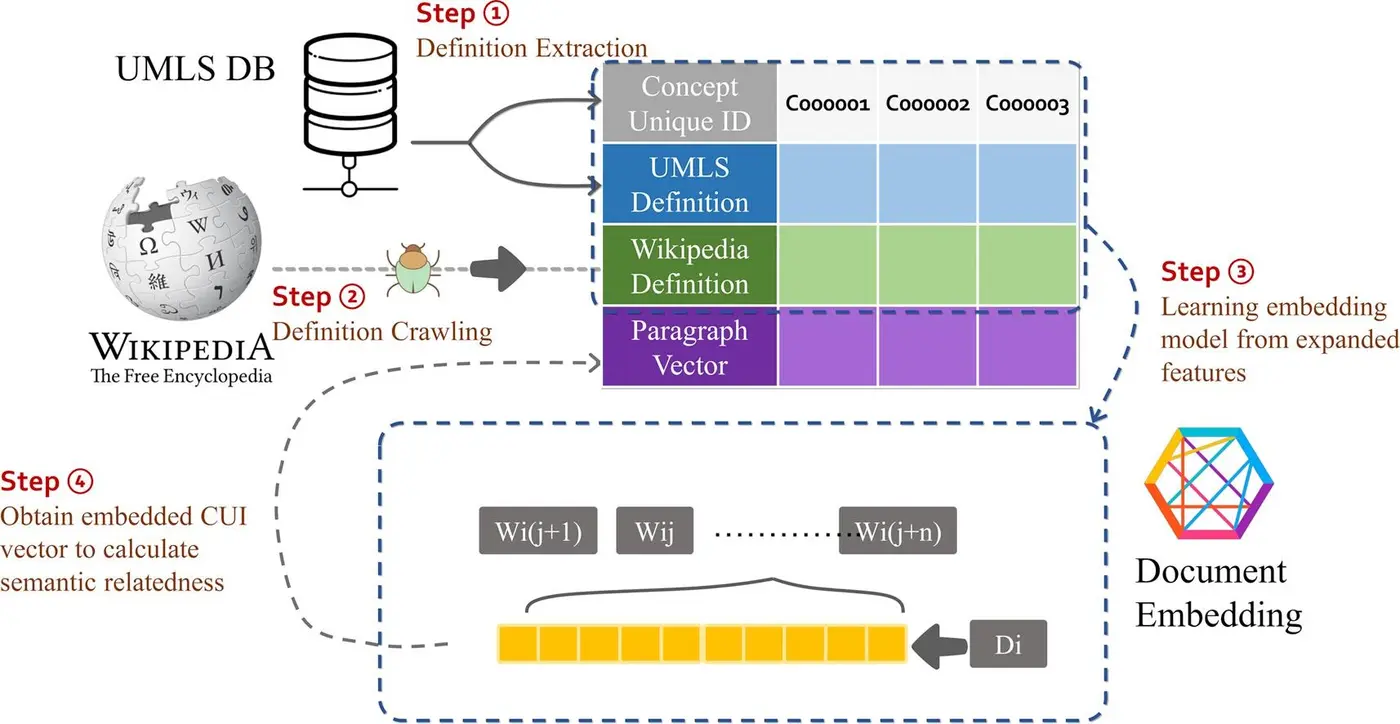 Step ①
Definition Extraction
UMLS DB
Concept
Unique ID
C000001
C000002
C000003
UMLS
Definition
Wikipedia
Definition
Paragraph
Vector
Ω
W
И
維
WIKIPEDIA
The Free Encyclopedia
Step ②
Definition Crawling
Step ③
Learning embedding
model from expanded
features
Step ④
Obtain embedded CUI
vector to calculate
semantic relatedness
Wi(j+1)
Wij
....................
Wi(j+n)
Di
Document
Embedding